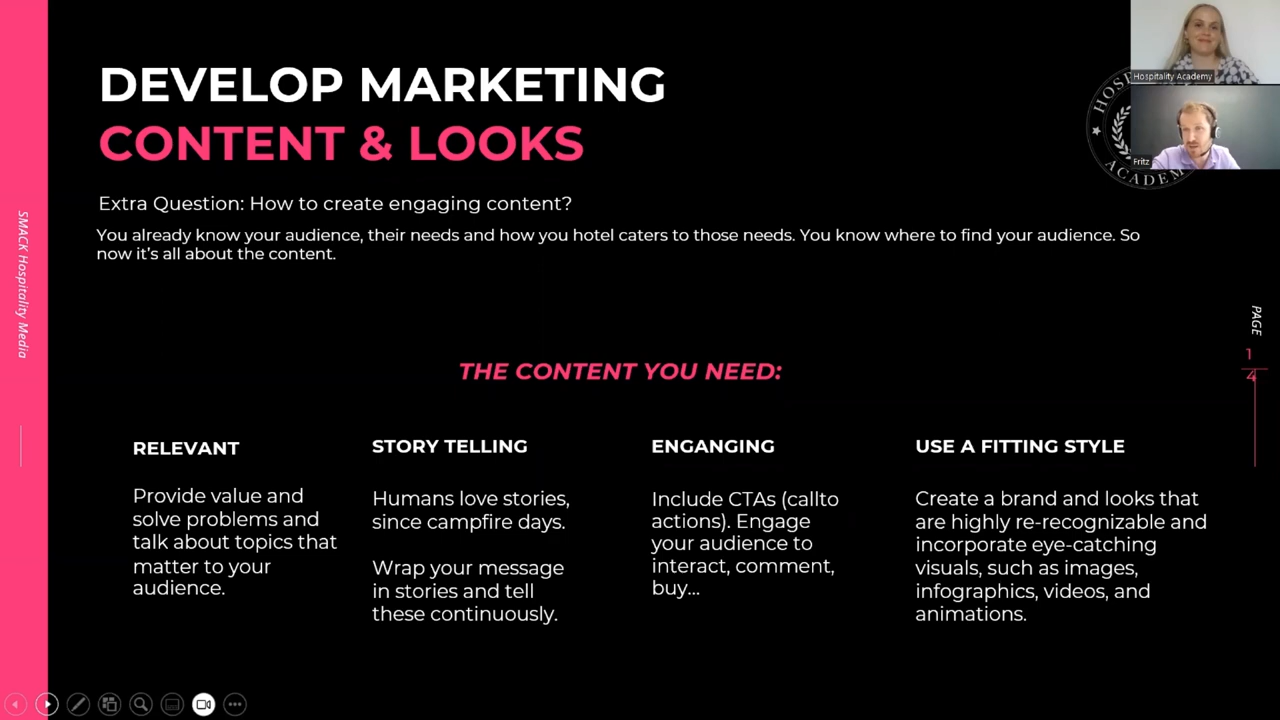 DEVELOP MARKETING
CONTENT & LOOKS
Extra Question: How to create engaging content?
You already know your audience, their needs and how you hotel caters to those needs. You know where to find your audience. So
now it's all about the content.
THE CONTENT YOU NEED:
RELEVANT
Provide value and
solve problems and
talk about topics that
matter to your
audience.
STORY TELLING
Humans love stories,
since campfire days.
Wrap your message
in stories and tell
these continuously.
ENGANGING
Include CTAs (callto
actions). Engage
your audience to
interact, comment,
buy...
USE A FITTING STYLE
Create a brand and looks that
are highly re-recognizable and
incorporate eye-catching
visuals, such as images,
infographics, videos, and
animations.
SMACK Hospitality Media
PAGE
1
4
Hospitality Academy
Fritz